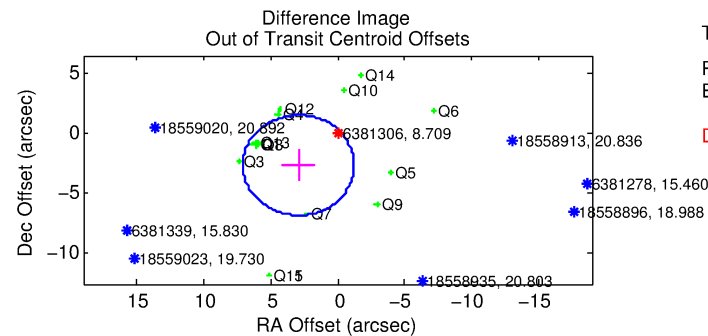 Difference Image
Out of Transit Centroid Offsets
Dec Offset (arcsec)
5
0
−5
−10
Q14
Q10
Q12
Q6
18559020, 20.892
6381306, 8.709
18558913, 20.836
Q3
Q5
6381278, 15.460
Q9
Q7
18558896, 18.988
6381339, 15.830
18559023, 19.730
18558935, 20.803
15
10
5
0
−5
−10
−15
RA Offset (arcsec)